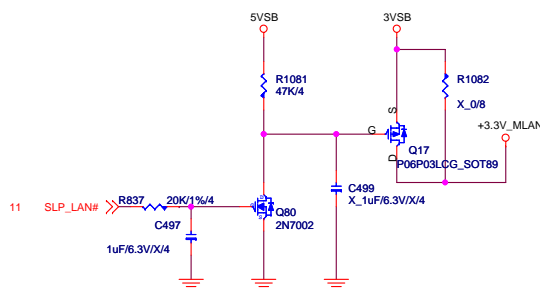 5VSB
3VSB
R1081
47K/4
R1082
X_0/8
S
+3.3V_MLAN
G
Q17
D
P06P03LCG_SOT89
C499
X_1uF/6.3V/X/4
11 SLP_LAN#
R837
20K/1%/4
Q80
2N7002
C497
1uF/6.3V/X/4